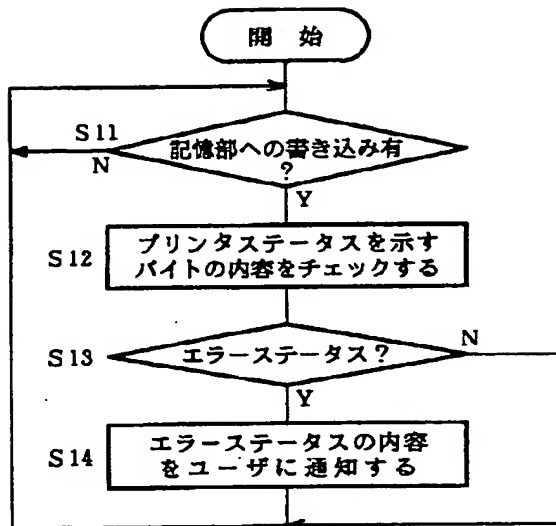 開 始
S11
記憶部への書き込み有
?
N
Y
S12
プリンタステータスを示す
バイトの内容をチェックする
S13
エラーステータス?
N
Y
S14
エラーステータスの内容
をユーザに通知する